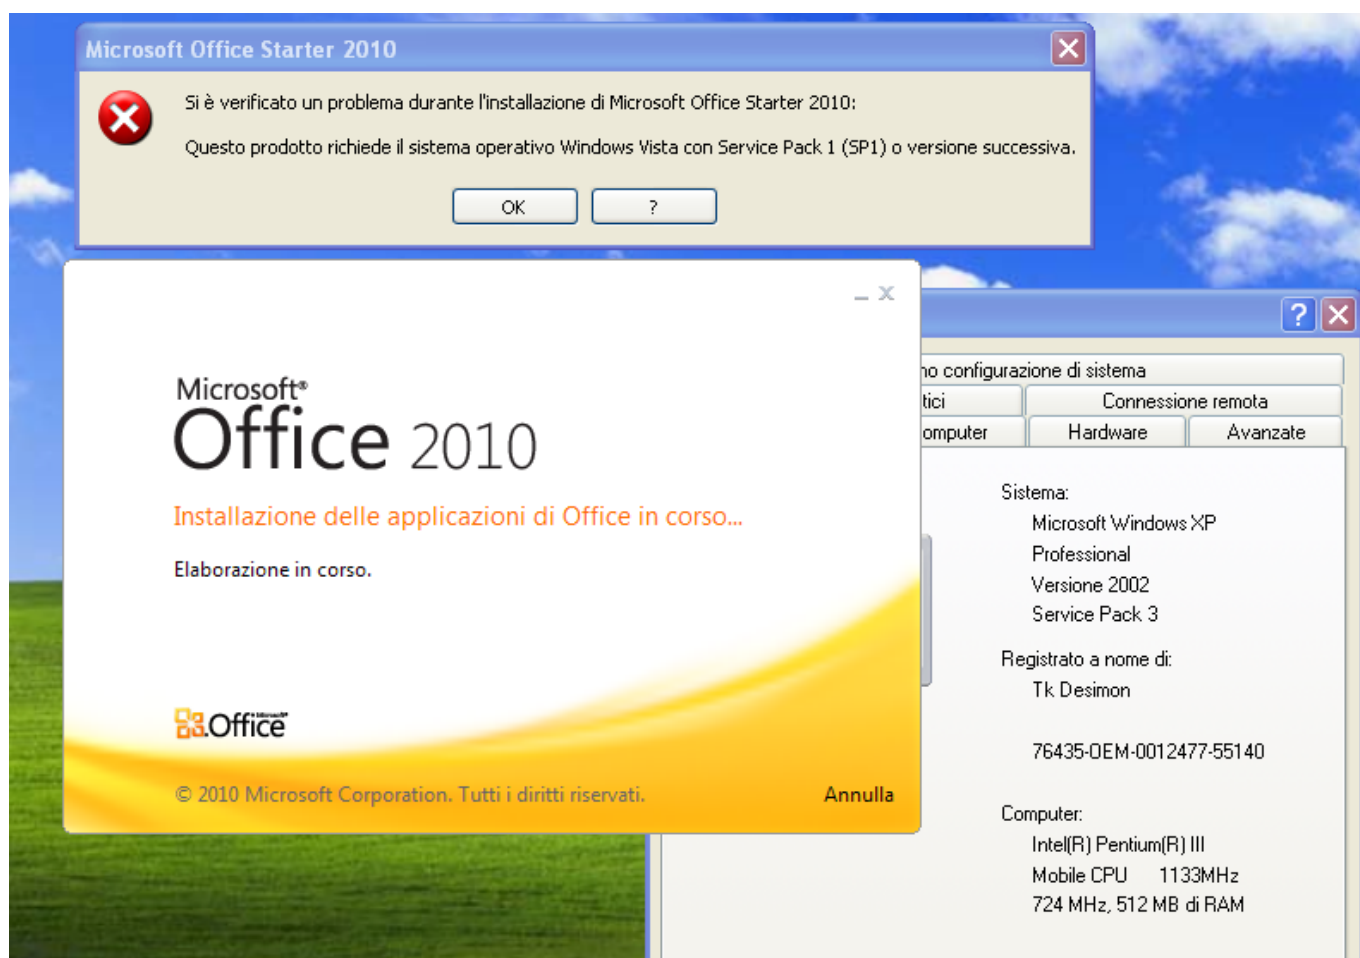 Microsoft Office Starter 2010
Si è verificato un problema durante l'installazione di Microsoft Office Starter 2010:
Questo prodotto richiede il sistema operativo Windows Vista con Service Pack 1 (SP1) o versione successiva.
OK
?
Microsoft®
Office 2010
Installazione delle applicazioni di Office in corso...
Elaborazione in corso.
Microsoft®
.Office
© 2010 Microsoft Corporation. Tutti i diritti riservati.
Annulla
?
no configurazione di sistema
tici
Connessione remota
omputer
Hardware
Avanzate
Sistema:
Microsoft Windows XP
Professional
Versione 2002
Service Pack 3
Registrato a nome di:
Tk Desimon
76435-OEM-0012477-55140
Computer:
Intel(R) Pentium(R) III
Mobile CPU 1133MHz
724 MHz, 512 MB di RAM